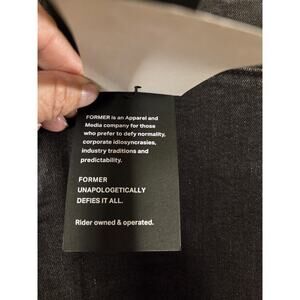 FORMER is an Apparel and
Media company for those
who prefer to defy normality,
corporate idiosyncrasies,
industry traditions and
predictability.
FORMER
UNAPOLOGETICALLY
DEFIES IT ALL.
Rider owned & operated.